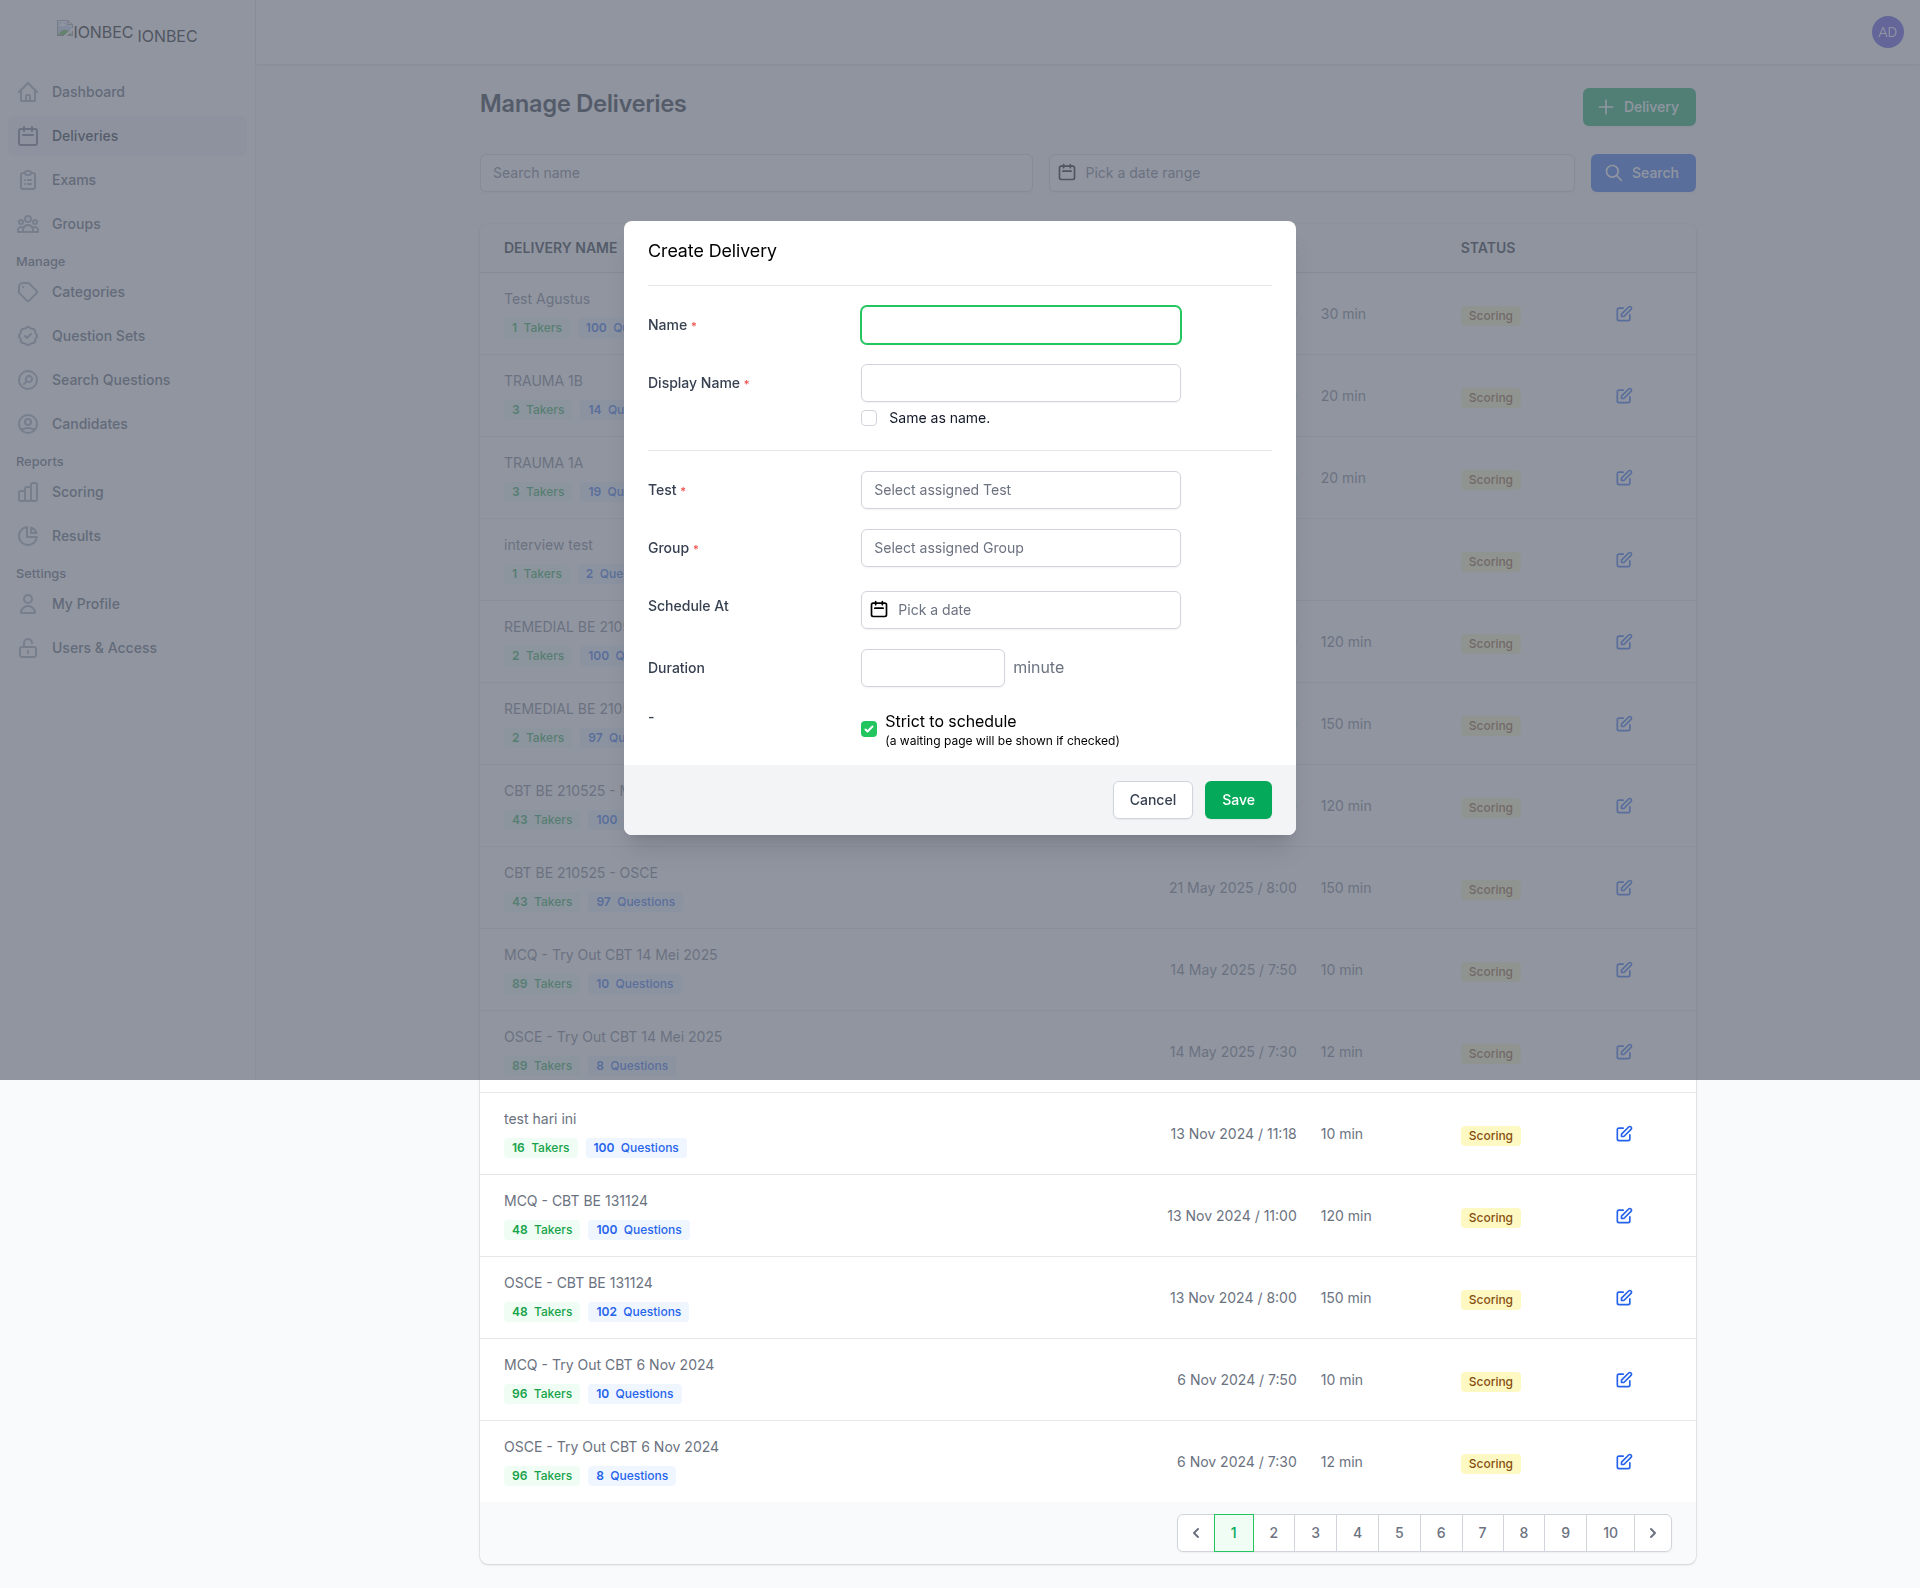 IONBEC IONBEC
AD
Dashboard
Deliveries
Exams
Groups
Manage
Categories
Question Sets
Search Questions
Candidates
Reports
Scoring
Results
Settings
My Profile
Users & Access
Manage Deliveries
Delivery
Search name
Pick a date range
Search
DELIVERY NAME STATUS
Create Delivery
Name *
Display Name *
Same as name.
Test * Select assigned Test
Group * Select assigned Group
Schedule At Pick a date
Duration minute
- Strict to schedule
(a waiting page will be shown if checked)
Cancel Save
Test Agustus
1 Takers 100
30 min Scoring
TRAUMA 1B
3 Takers 14
20 min Scoring
TRAUMA 1A
3 Takers 19
20 min Scoring
interview test
1 Takers 2
Scoring
REMEDIAL BE 210
2 Takers 100
120 min Scoring
REMEDIAL BE 210
2 Takers 97
150 min Scoring
CBT BE 210525 -
43 Takers 100
120 min Scoring
CBT BE 210525 - OSCE
43 Takers 97 Questions
21 May 2025 / 8:00 150 min Scoring
MCQ - Try Out CBT 14 Mei 2025
89 Takers 10 Questions
14 May 2025 / 7:50 10 min Scoring
OSCE - Try Out CBT 14 Mei 2025
89 Takers 8 Questions
14 May 2025 / 7:30 12 min Scoring
test hari ini
16 Takers 100 Questions
13 Nov 2024 / 11:18 10 min Scoring
MCQ - CBT BE 131124
48 Takers 100 Questions
13 Nov 2024 / 11:00 120 min Scoring
OSCE - CBT BE 131124
48 Takers 102 Questions
13 Nov 2024 / 8:00 150 min Scoring
MCQ - Try Out CBT 6 Nov 2024
96 Takers 10 Questions
6 Nov 2024 / 7:50 10 min Scoring
OSCE - Try Out CBT 6 Nov 2024
96 Takers 8 Questions
6 Nov 2024 / 7:30 12 min Scoring
1 2 3 4 5 6 7 8 9 10